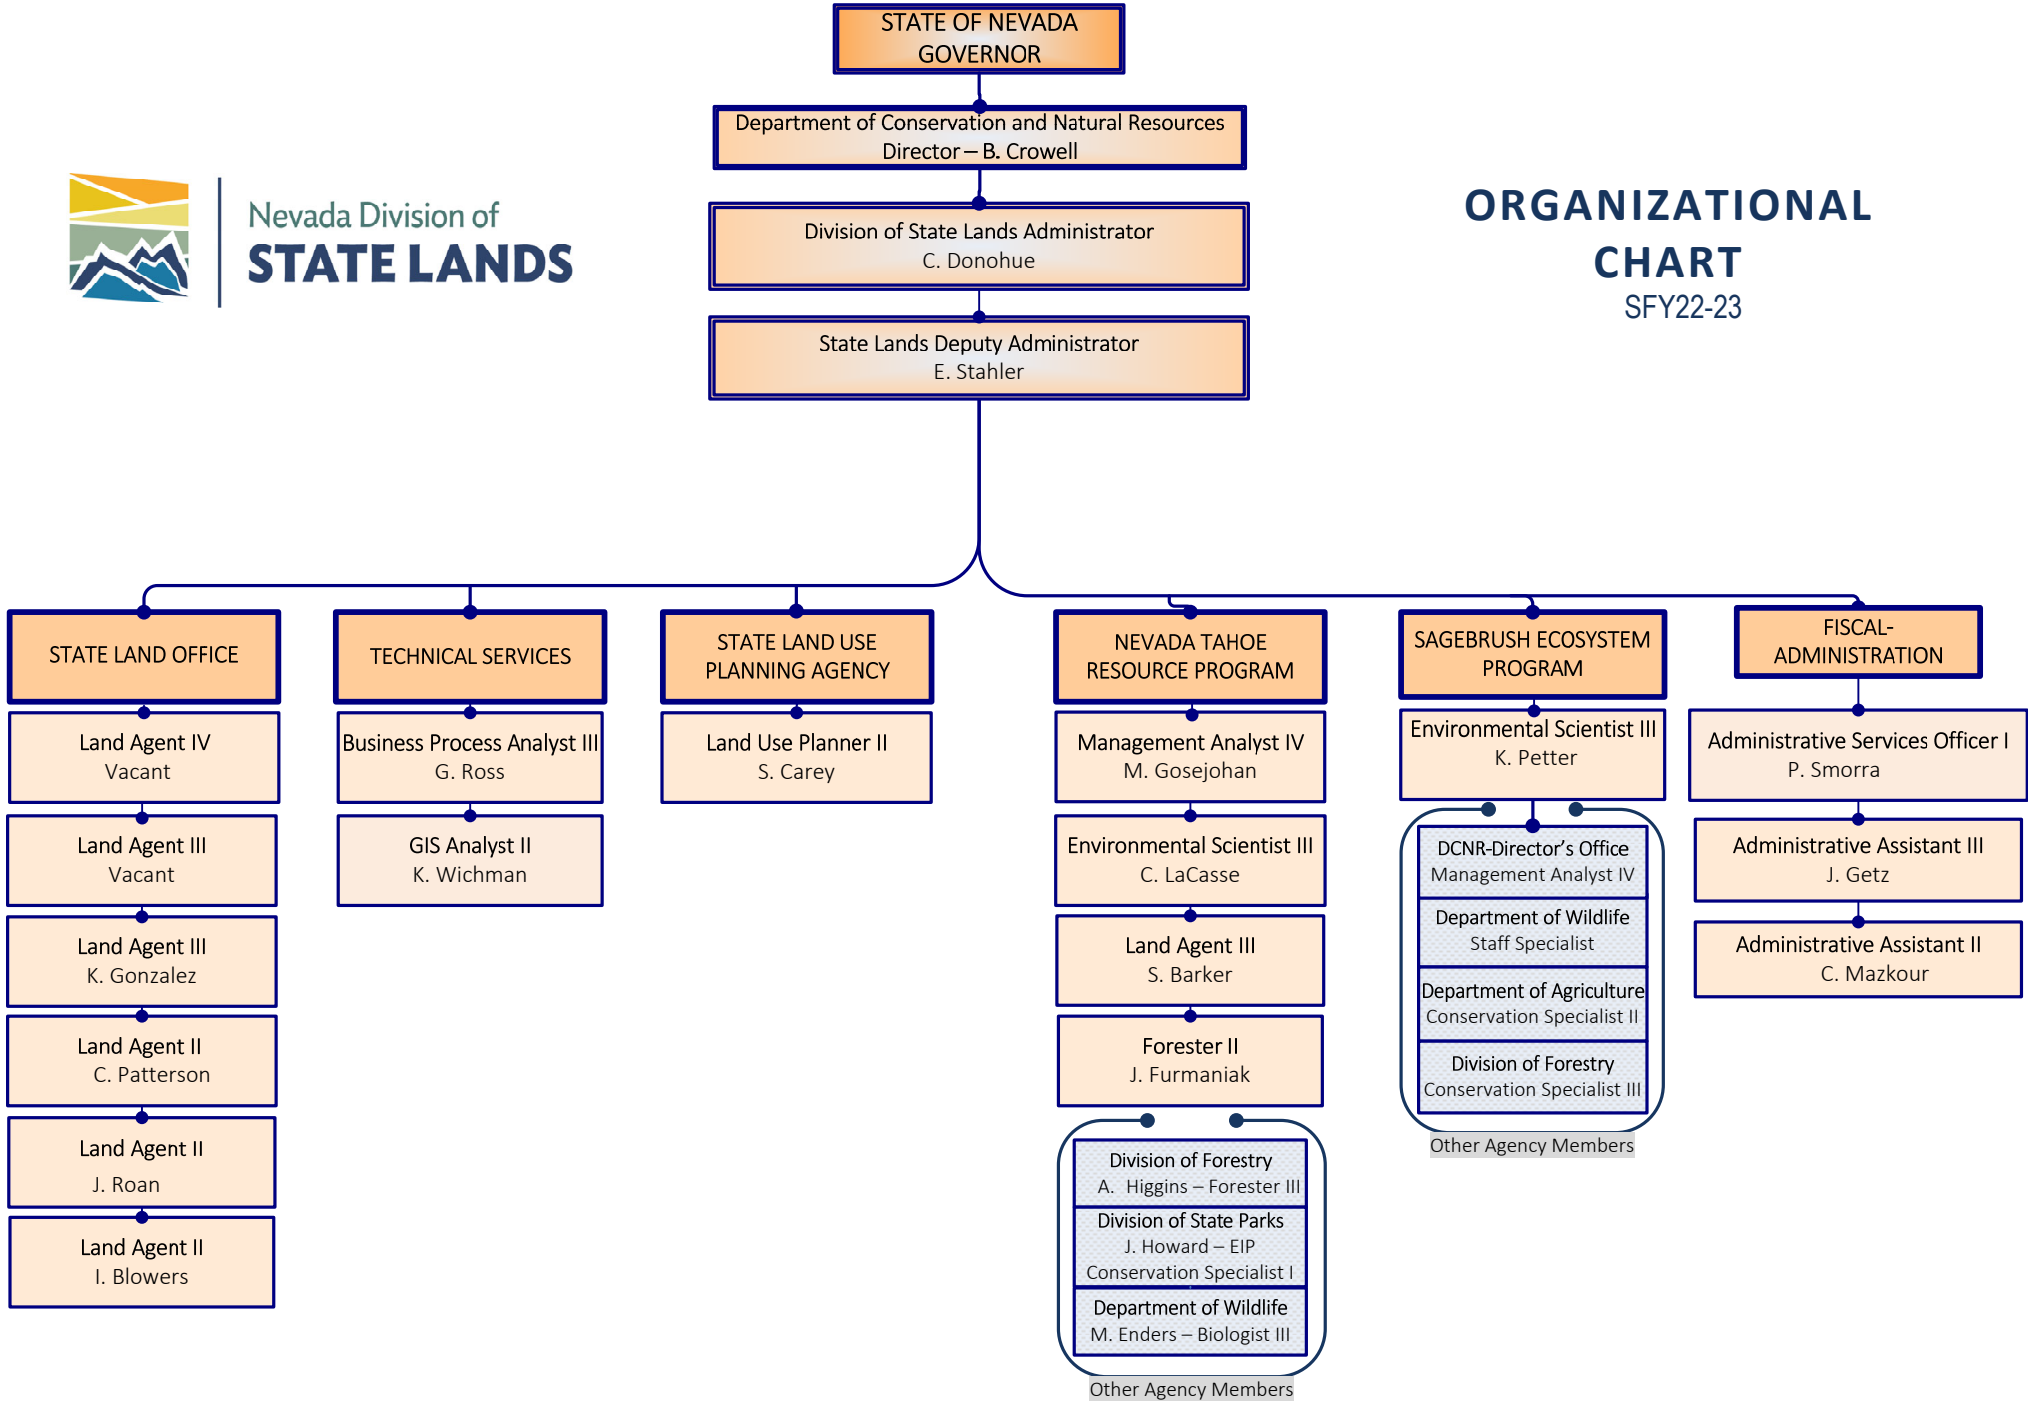 STATE OF NEVADA
GOVERNOR
Department of Conservation and Natural Resources
Director – B. Crowell
Nevada Division of
STATE LANDS
ORGANIZATIONAL
CHART
SFY22-23
Division of State Lands Administrator
C. Donohue
State Lands Deputy Administrator
E. Stahler
STATE LAND OFFICE
Land Agent IV
Vacant
Land Agent III
Vacant
Land Agent III
K. Gonzalez
Land Agent II
C. Patterson
Land Agent II
J. Roan
Land Agent II
I. Blowers
TECHNICAL SERVICES
Business Process Analyst III
G. Ross
GIS Analyst II
K. Wichman
STATE LAND USE
PLANNING AGENCY
Land Use Planner II
S. Carey
NEVADA TAHOE
RESOURCE PROGRAM
Management Analyst IV
M. Gosejohan
Environmental Scientist III
C. LaCasse
Land Agent III
S. Barker
Forester II
J. Furmaniak
Division of Forestry
A. Higgins – Forester III
Division of State Parks
J. Howard – EIP
Conservation Specialist I
Department of Wildlife
M. Enders – Biologist III
Other Agency Members
SAGEBRUSH ECOSYSTEM
PROGRAM
Environmental Scientist III
K. Petter
DCNR-Director's Office
Management Analyst IV
Department of Wildlife
Staff Specialist
Department of Agriculture
Conservation Specialist II
Division of Forestry
Conservation Specialist III
Other Agency Members
FISCAL-
ADMINISTRATION
Administrative Services Officer I
P. Smorra
Administrative Assistant III
J. Getz
Administrative Assistant II
C. Mazkour